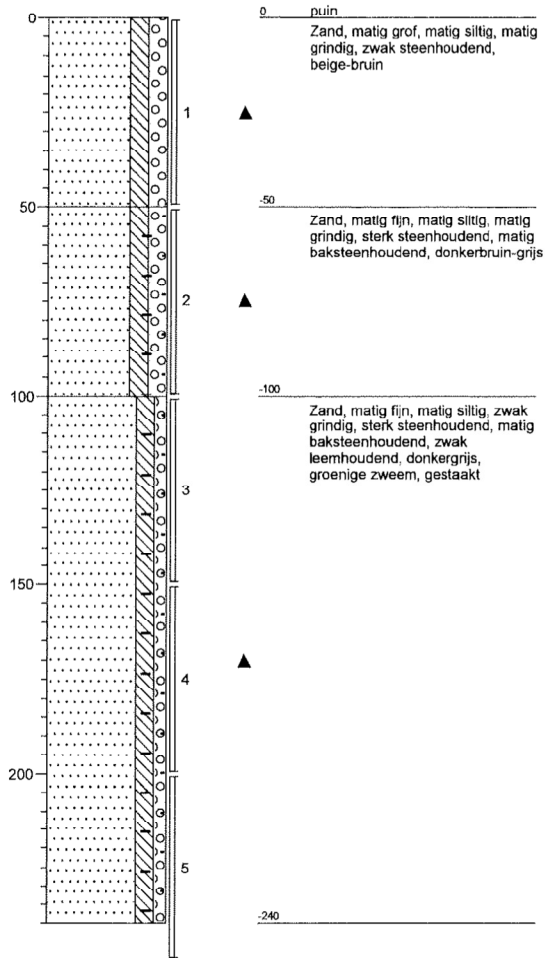 0
50
100
150
200
1
2
3
4
5
0 puin
Zand, matig grof, matig siltig, matig
grindig, zwak steenhoudend,
beige-bruin
-50
Zand, matig fijn, matig siltig, matig
grindig, sterk steenhoudend, matig
baksteenhoudend, donkerbruin-grijs
-100
Zand, matig fijn, matig siltig, zwak
grindig, sterk steenhoudend, matig
baksteenhoudend, zwak
leemhoudend, donkergrijs,
groenige zweem, gestaakt
-240